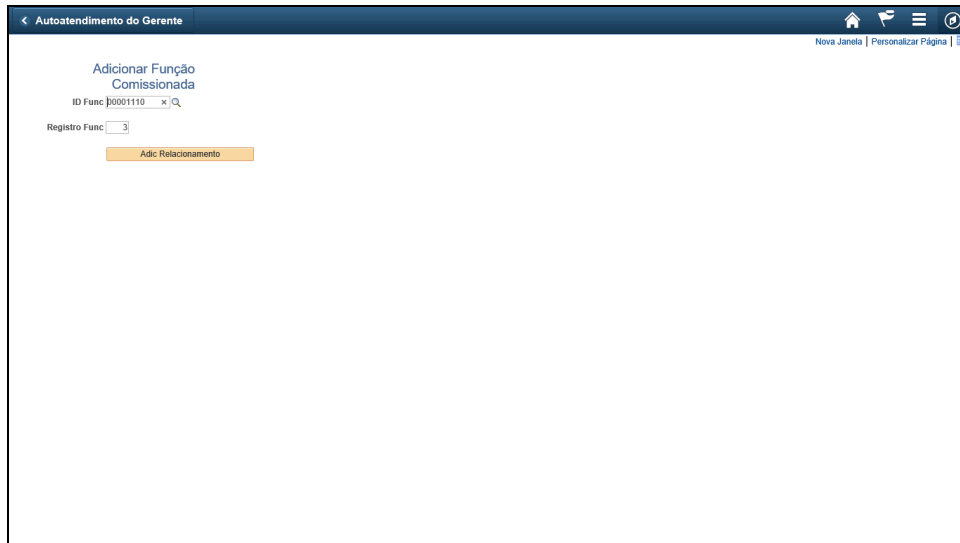 Autoatendimento do Gerente
Nova Janela | Personalizar Página |
Adicionar Função
Comissionada
ID Func 00001110 ×
Registro Func 3
Adic Relacionamento